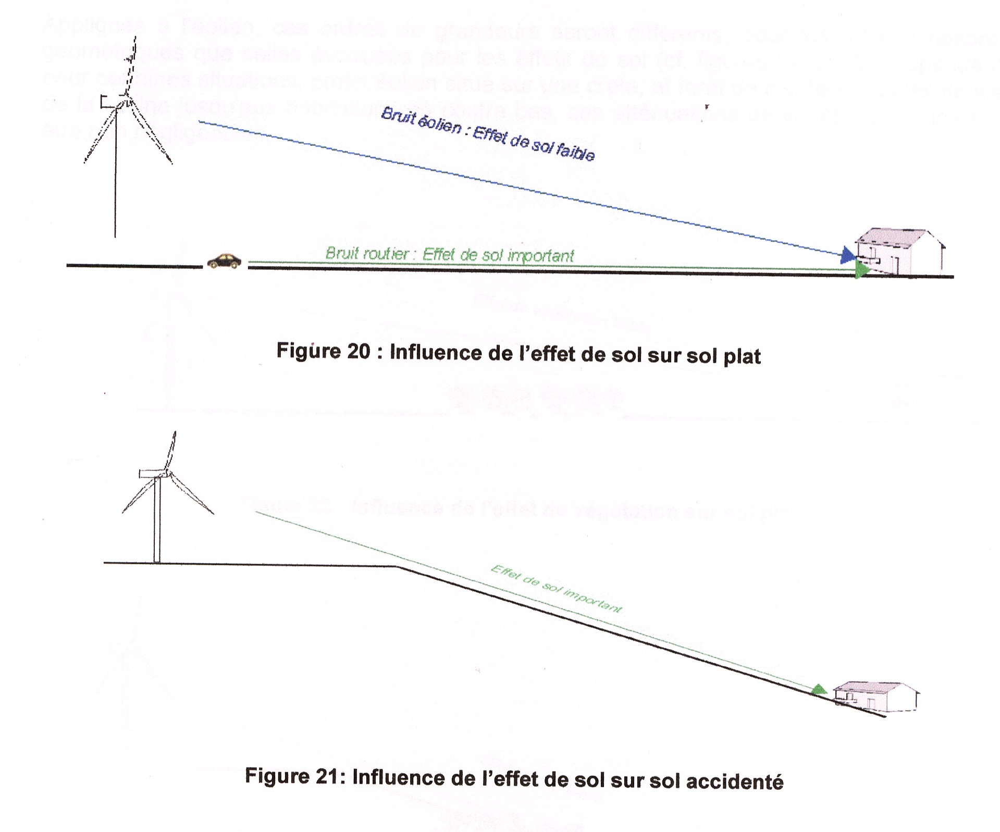 Bruit éolien : Effet de sol faible
Bruit routier : Effet de sol important
Figure 20 : Influence de l'effet de sol sur sol plat
Effet de sol important
Figure 21: Influence de l'effet de sol sur sol accidenté